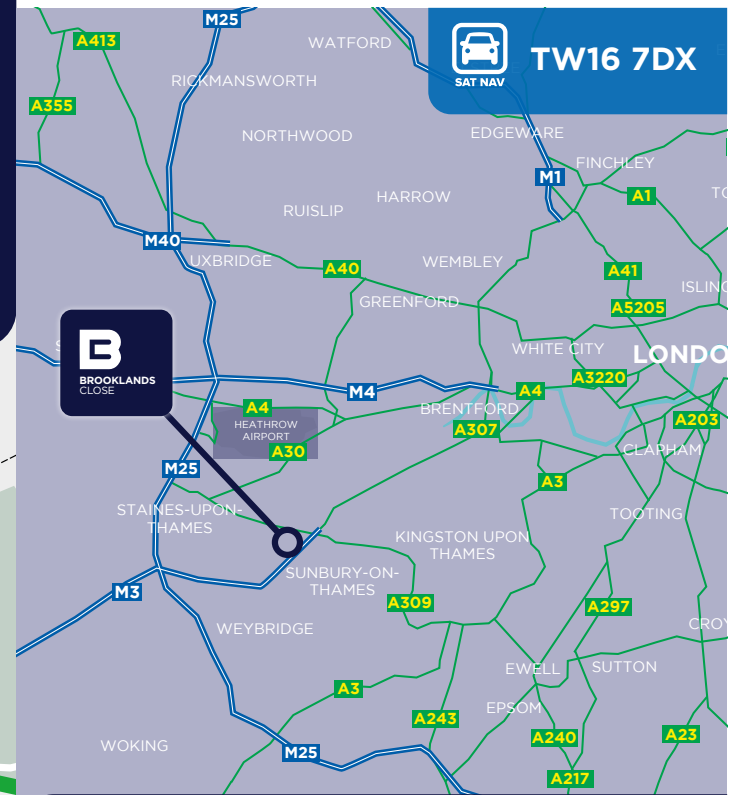 M25
A413
WATFORD
SAT NAV
TW16 7DX
RICKMANSWORTH
A355
NORTHWOOD
EDGEWARE
FINCHLEY
M1
A1
HARROW
RUISLIP
M40
UXBRIDGE
A40
WEMBLEY
A41
GREENFORD
A5205
WHITE CITY
B
BROOKLANDS
CLOSE
M4
A4
A3220
A4
HEATHROW
AIRPORT
BRENTFORD
A307
A203
A30
CLAPHAM
M25
A3
STAINES-UPON-
THAMES
TOOTING
KINGSTON UPON
THAMES
SUNBURY-ON-
THAMES
M3
A309
A297
WEYBRIDGE
EWELL
SUTTON
A3
EPSOM
A243
A240
A23
WOKING
M25
A217